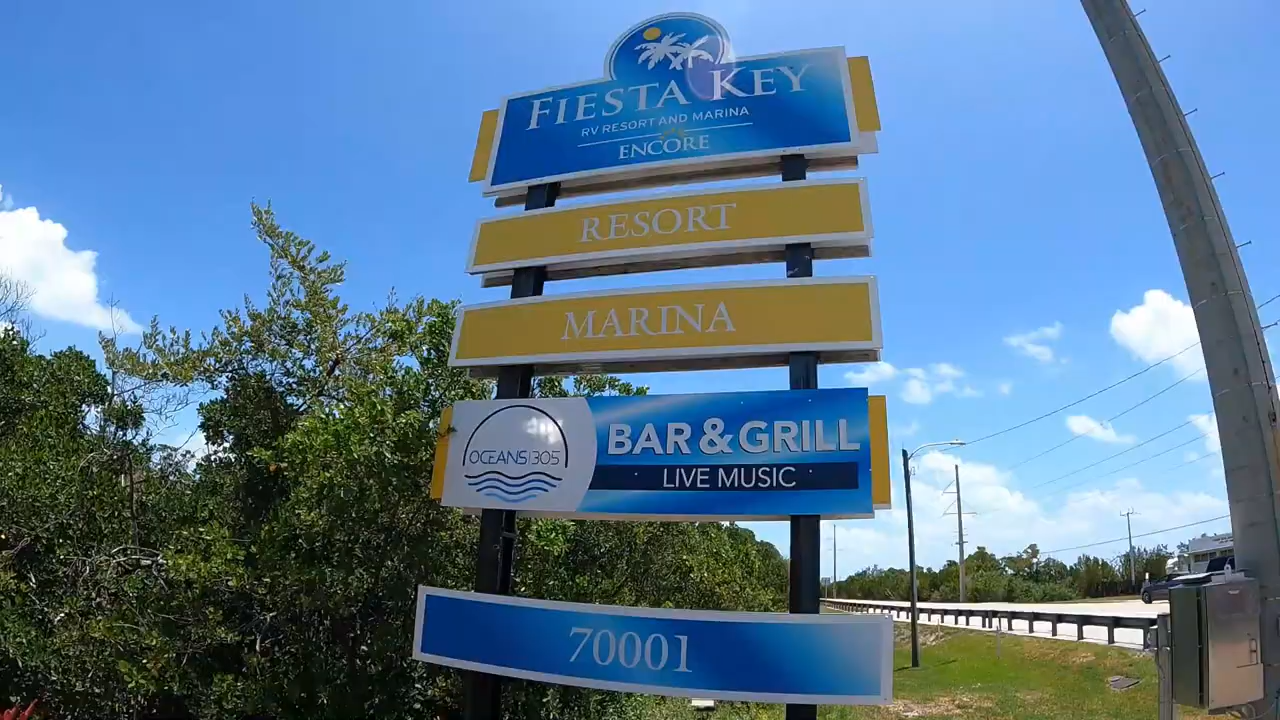 FIESTA KEY
RV RESORT AND MARINA
ENCORE
RESORT
MARINA
OCEANS|305
BAR & GRILL
LIVE MUSIC
70001